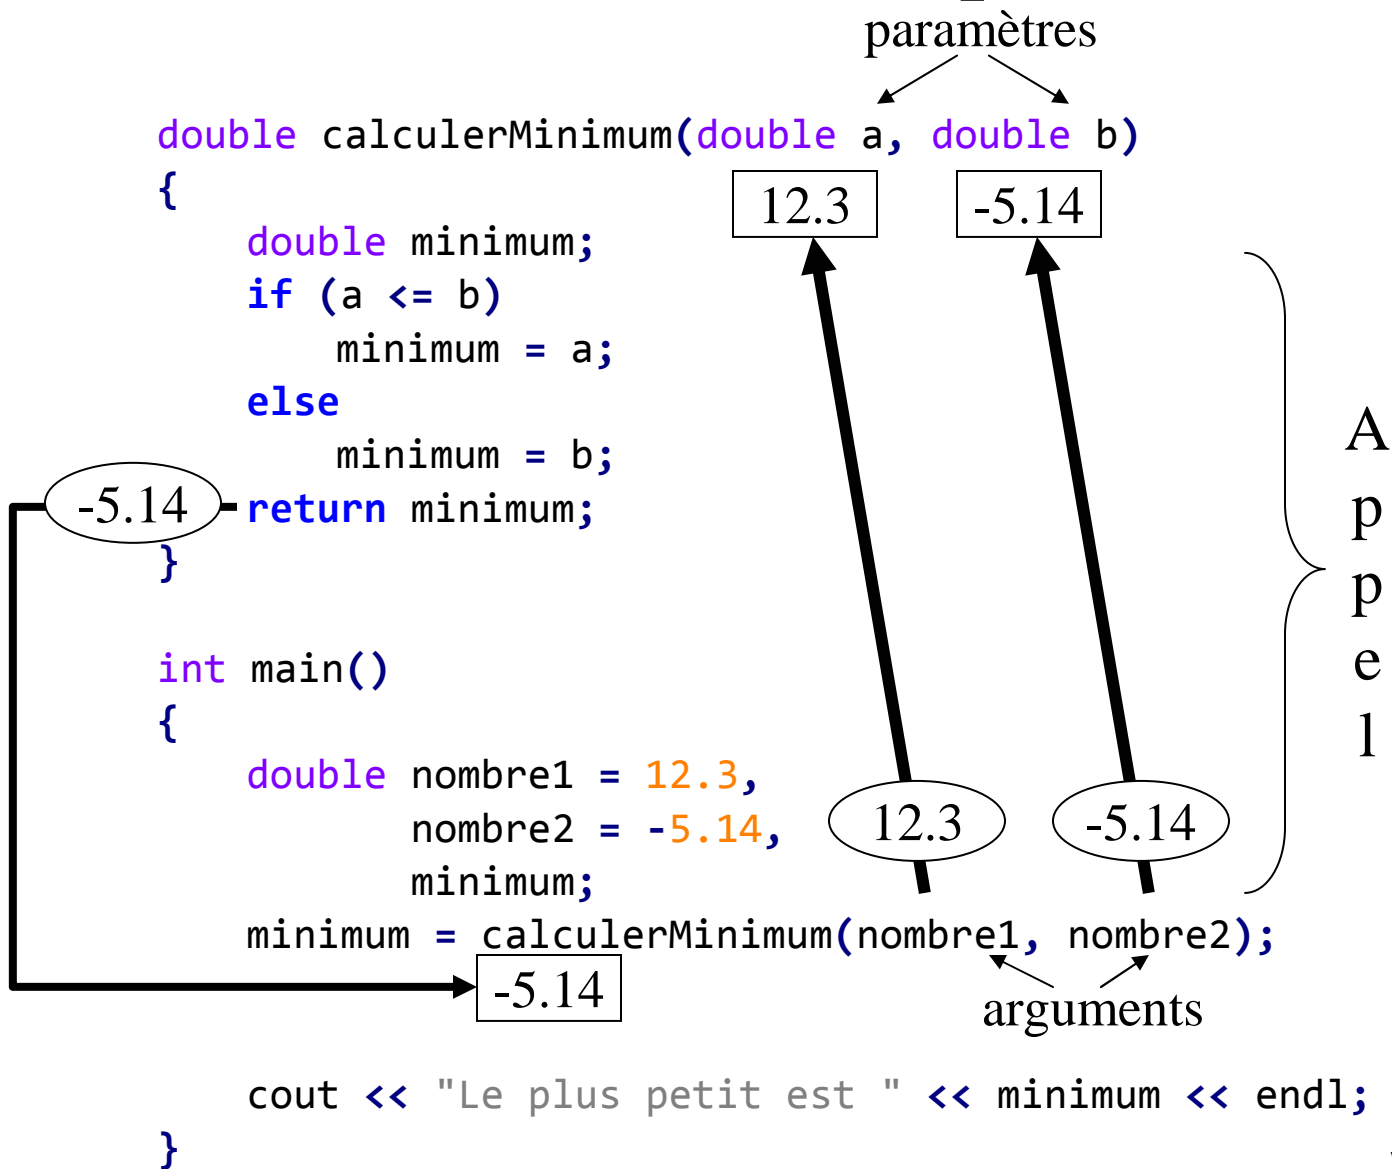 paramètres
double calculerMinimum(double a, double b)
{
12.3 -5.14
double minimum;
if (a <= b)
minimum = a;
else
minimum = b;
-5.14 return minimum;
}
Appel
int main()
{
double nombre1 = 12.3,
nombre2 = -5.14,
12.3 -5.14
minimum;
minimum = calculerMinimum(nombre1, nombre2);
-5.14
arguments
cout << "Le plus petit est " << minimum << endl;
}